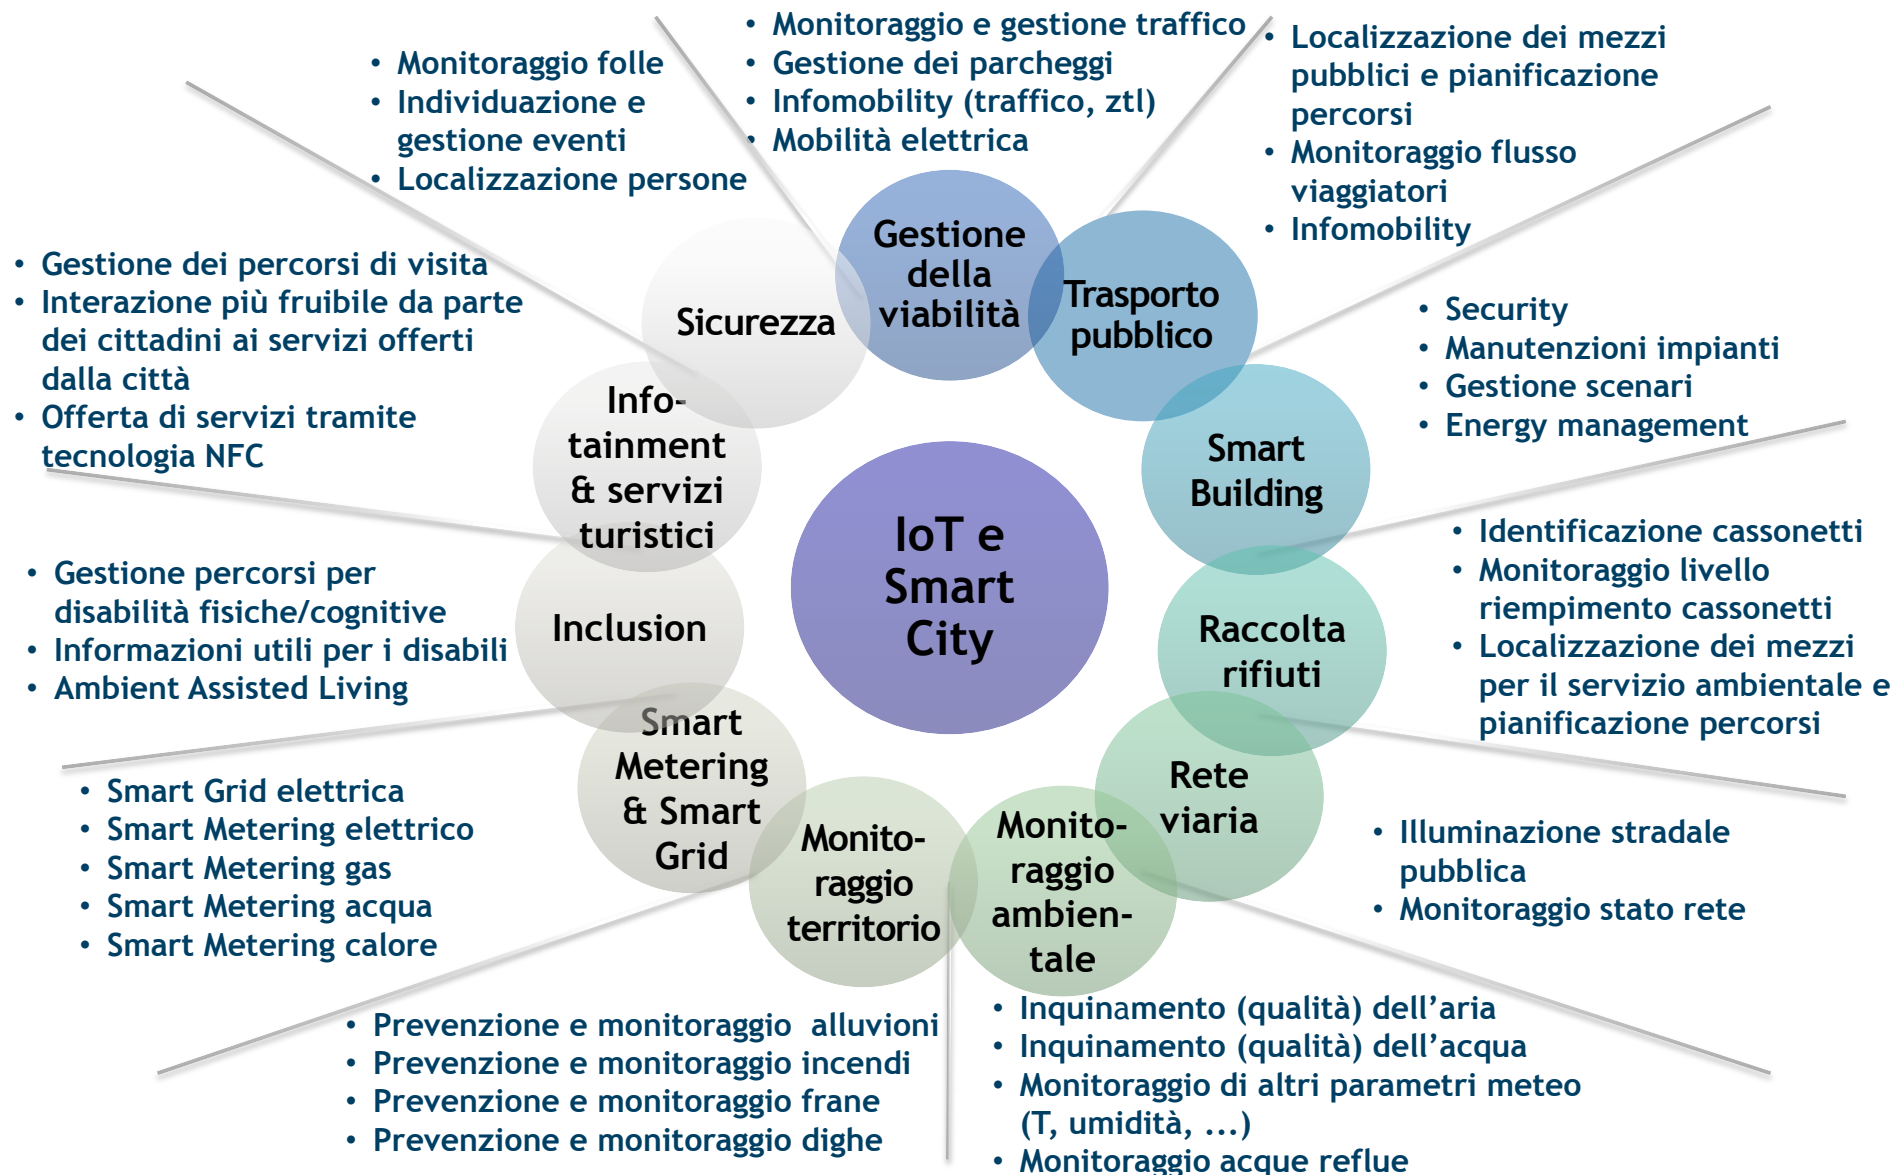 • Monitoraggio e gestione traffico
• Gestione dei parcheggi
• Infomobility (traffico, ztl)
• Mobilità elettrica
Gestione
della
viabilità
• Localizzazione dei mezzi
pubblici e pianificazione
percorsi
• Monitoraggio flusso
viaggiatori
• Infomobility
Trasporto
pubblico
• Security
• Manutenzioni impianti
• Gestione scenari
• Energy management
Smart
Building
• Identificazione cassonetti
• Monitoraggio livello
riempimento cassonetti
• Localizzazione dei mezzi
per il servizio ambientale e
pianificazione percorsi
Raccolta
rifiuti
• Illuminazione stradale
pubblica
• Monitoraggio stato rete
Rete
viaria
• Inquinamento (qualità) dell’aria
• Inquinamento (qualità) dell’acqua
• Monitoraggio di altri parametri meteo
(T, umidità, ...)
• Monitoraggio acque reflue
Monito-
raggio
ambien-
tale
• Prevenzione e monitoraggio alluvioni
• Prevenzione e monitoraggio incendi
• Prevenzione e monitoraggio frane
• Prevenzione e monitoraggio dighe
Monito-
raggio
territorio
• Smart Grid elettrica
• Smart Metering elettrico
• Smart Metering gas
• Smart Metering acqua
• Smart Metering calore
Smart
Metering
& Smart
Grid
• Gestione percorsi per
disabilità fisiche/cognitive
• Informazioni utili per i disabili
• Ambient Assisted Living
Inclusion
• Gestione dei percorsi di visita
• Interazione più fruibile da parte
dei cittadini ai servizi offerti
dalla città
• Offerta di servizi tramite
tecnologia NFC
Info-
tainment
& servizi
turistici
• Monitoraggio folle
• Individuazione e
gestione eventi
• Localizzazione persone
Sicurezza
IoT e
Smart
City